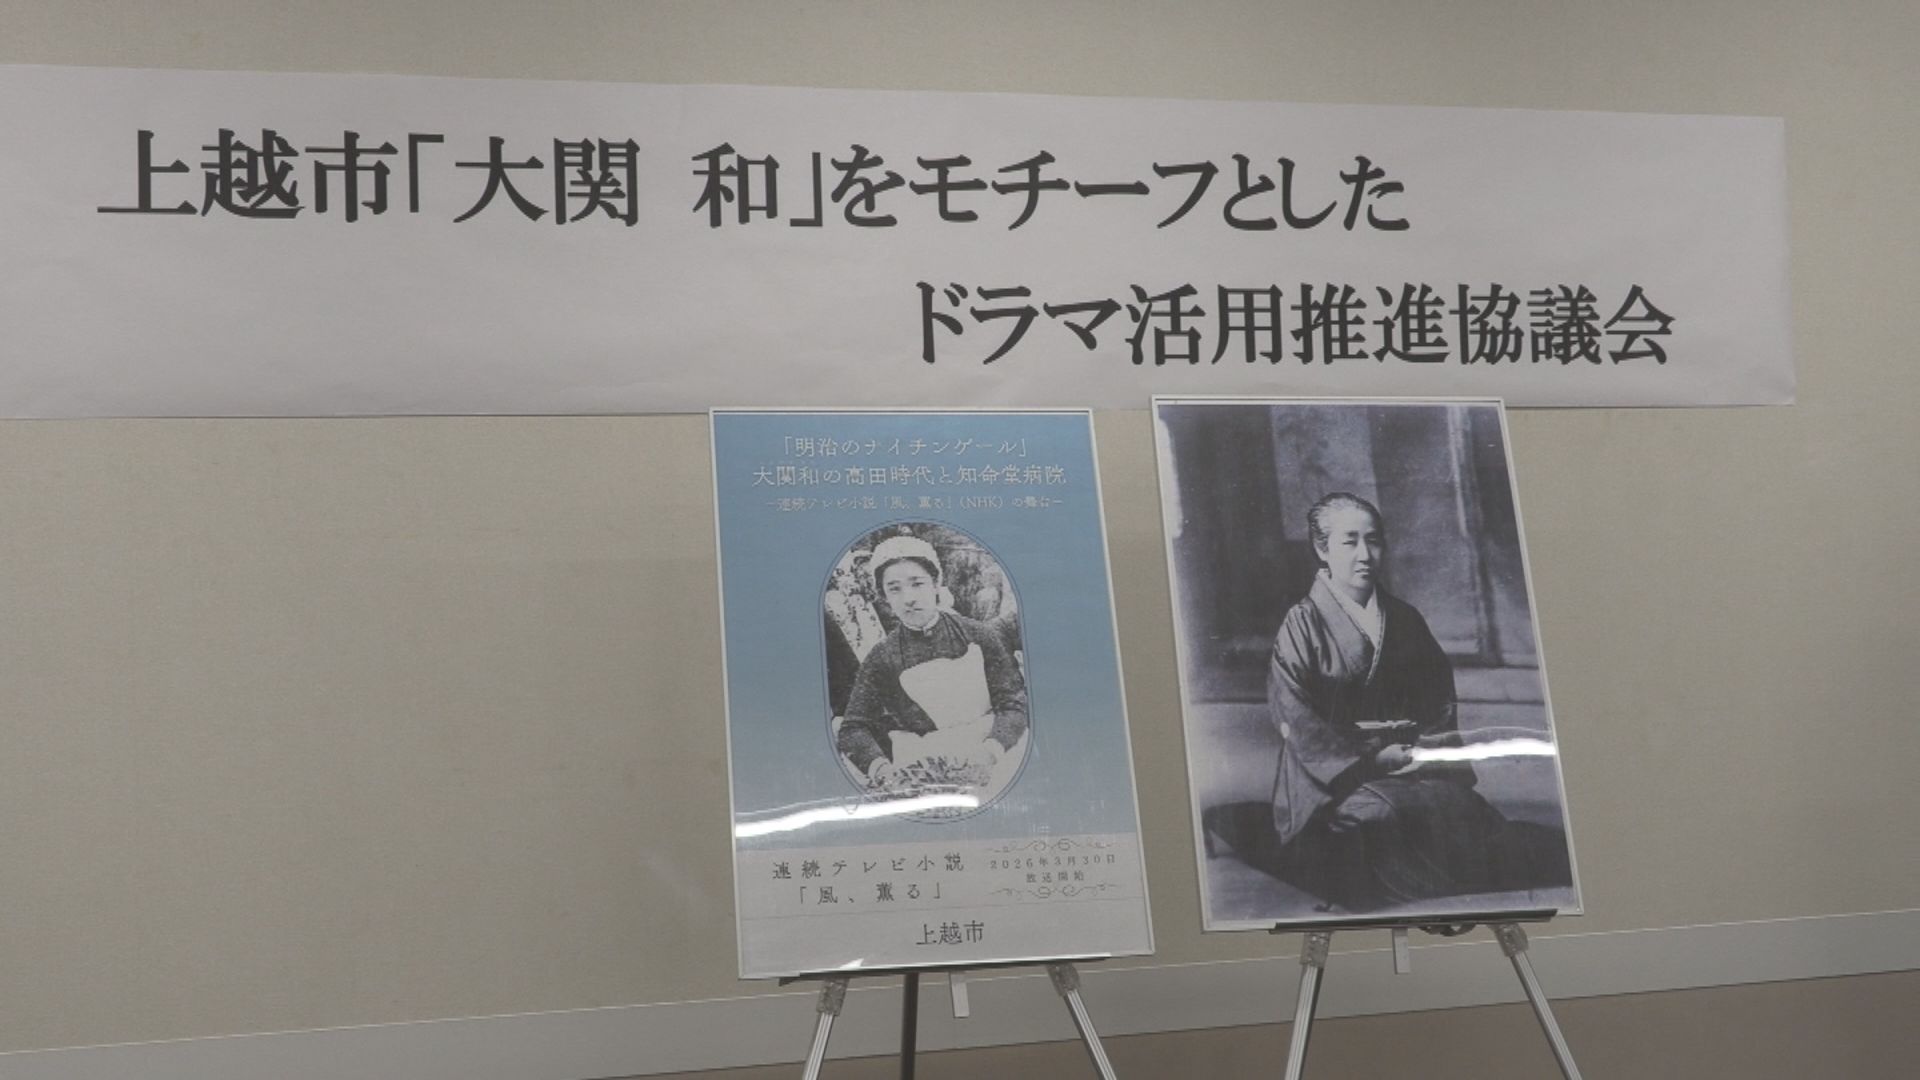 上越市「大関 和」をモチーフとした
ドラマ活用推進協議会
「明治のナイチンゲール」
大関和の高田時代と知命堂病院
－連続テレビ小説「風、薫る」（NHK）の舞台－
連続テレビ小説
「風、薫る」
2026年3月30日
放送開始
上越市